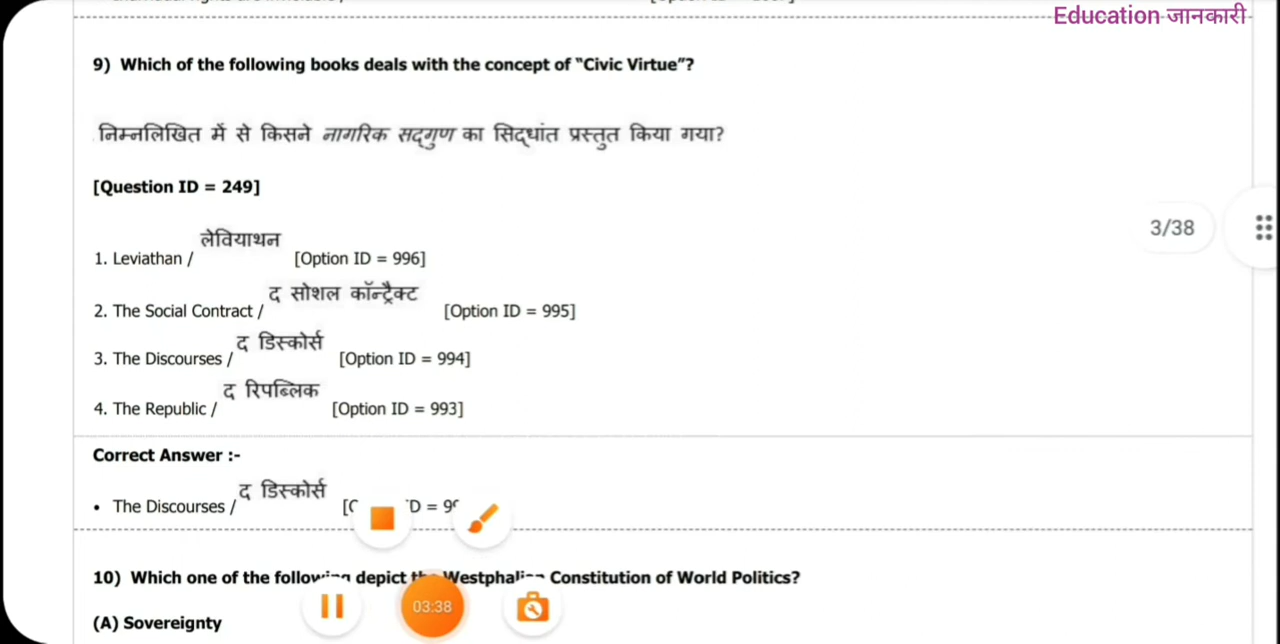 Education जानकारी
9) Which of the following books deals with the concept of “Civic Virtue”?
निम्नलिखित में से किसने नागरिक सद्गुण का सिद्धांत प्रस्तुत किया गया?
[Question ID = 249]
3/38
1. Leviathan / लेवियाथन [Option ID = 996]
2. The Social Contract / द सोशल कॉन्ट्रैक्ट [Option ID = 995]
3. The Discourses / द डिस्कोर्स [Option ID = 994]
4. The Republic / द रिपब्लिक [Option ID = 993]
Correct Answer :-
• The Discourses / द डिस्कोर्स
10) Which one of the following depict the Westphalian Constitution of World Politics?
03:38
(A) Sovereignty